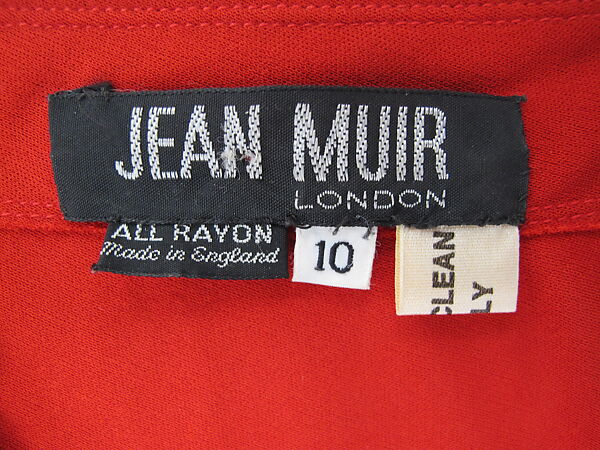 JEAN MUIR
LONDON
ALL RAYON
Made in England
10
CLEAN
LY